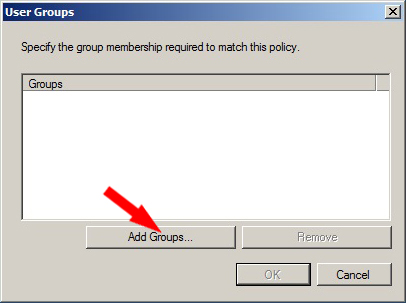 User Groups
Specify the group membership required to match this policy.
Groups
Add Groups...
Remove
OK
Cancel